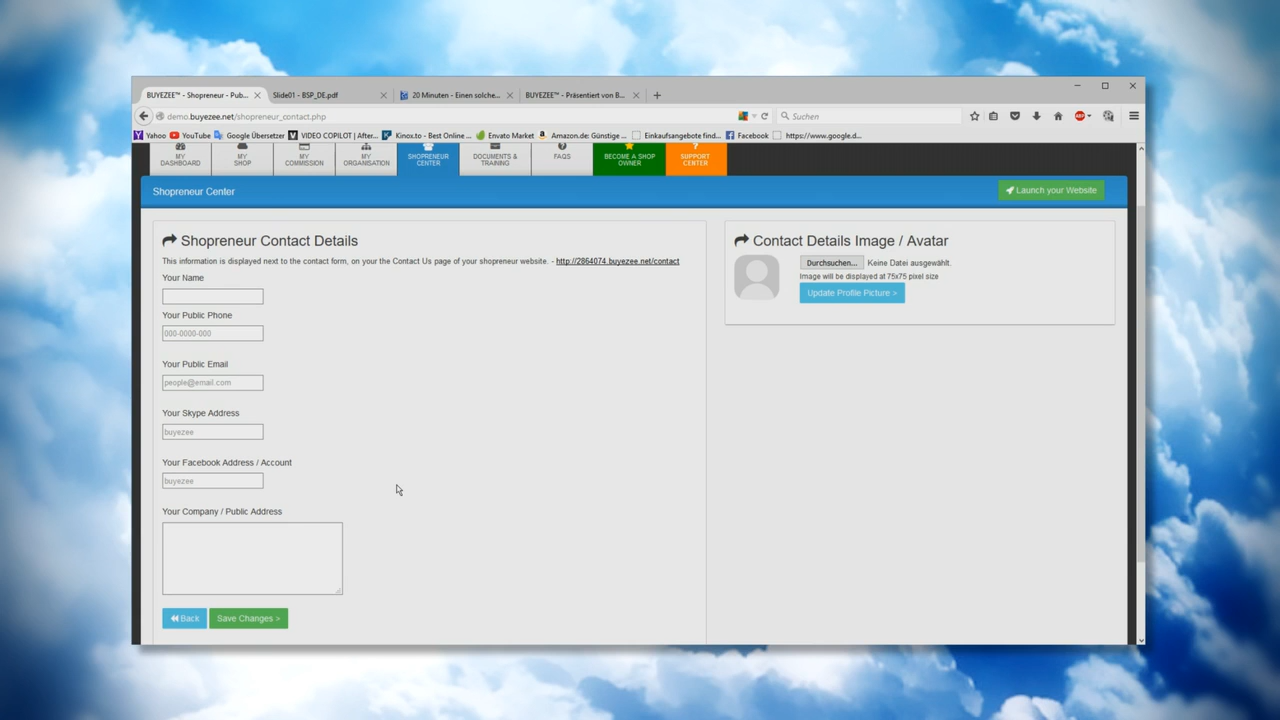 BUYEZEE™ - Shopreneur - Pub...
Slide01 - BSP_DE.pdf
20 Minuten - Einen solche...
BUYEZEE™ - Präsentiert von B...
demo.buyezee.net/shopreneur_contact.php
Suchen
Yahoo
YouTube
Google Übersetzer
VIDEO COPILOT | After...
Kinox.to - Best Online ...
Envato Market
Amazon.de: Günstige ...
Einkaufsangebote find...
Facebook
https://www.google.d...
MY DASHBOARD
MY SHOP
MY COMMISSION
MY ORGANISATION
SHOPRENEUR CENTER
DOCUMENTS & TRAINING
FAQS
BECOME A SHOP OWNER
SUPPORT CENTER
Shopreneur Center
Launch your Website
Shopreneur Contact Details
This information is displayed next to the contact form, on your the Contact Us page of your shopreneur website. - http://2864074.buyezee.net/contact
Your Name
Your Public Phone
000-0000-000
Your Public Email
people@email.com
Your Skype Address
buyezee
Your Facebook Address / Account
buyezee
Your Company / Public Address
Back
Save Changes >
Contact Details Image / Avatar
Durchsuchen... Keine Datei ausgewählt.
Image will be displayed at 75x75 pixel size
Update Profile Picture >